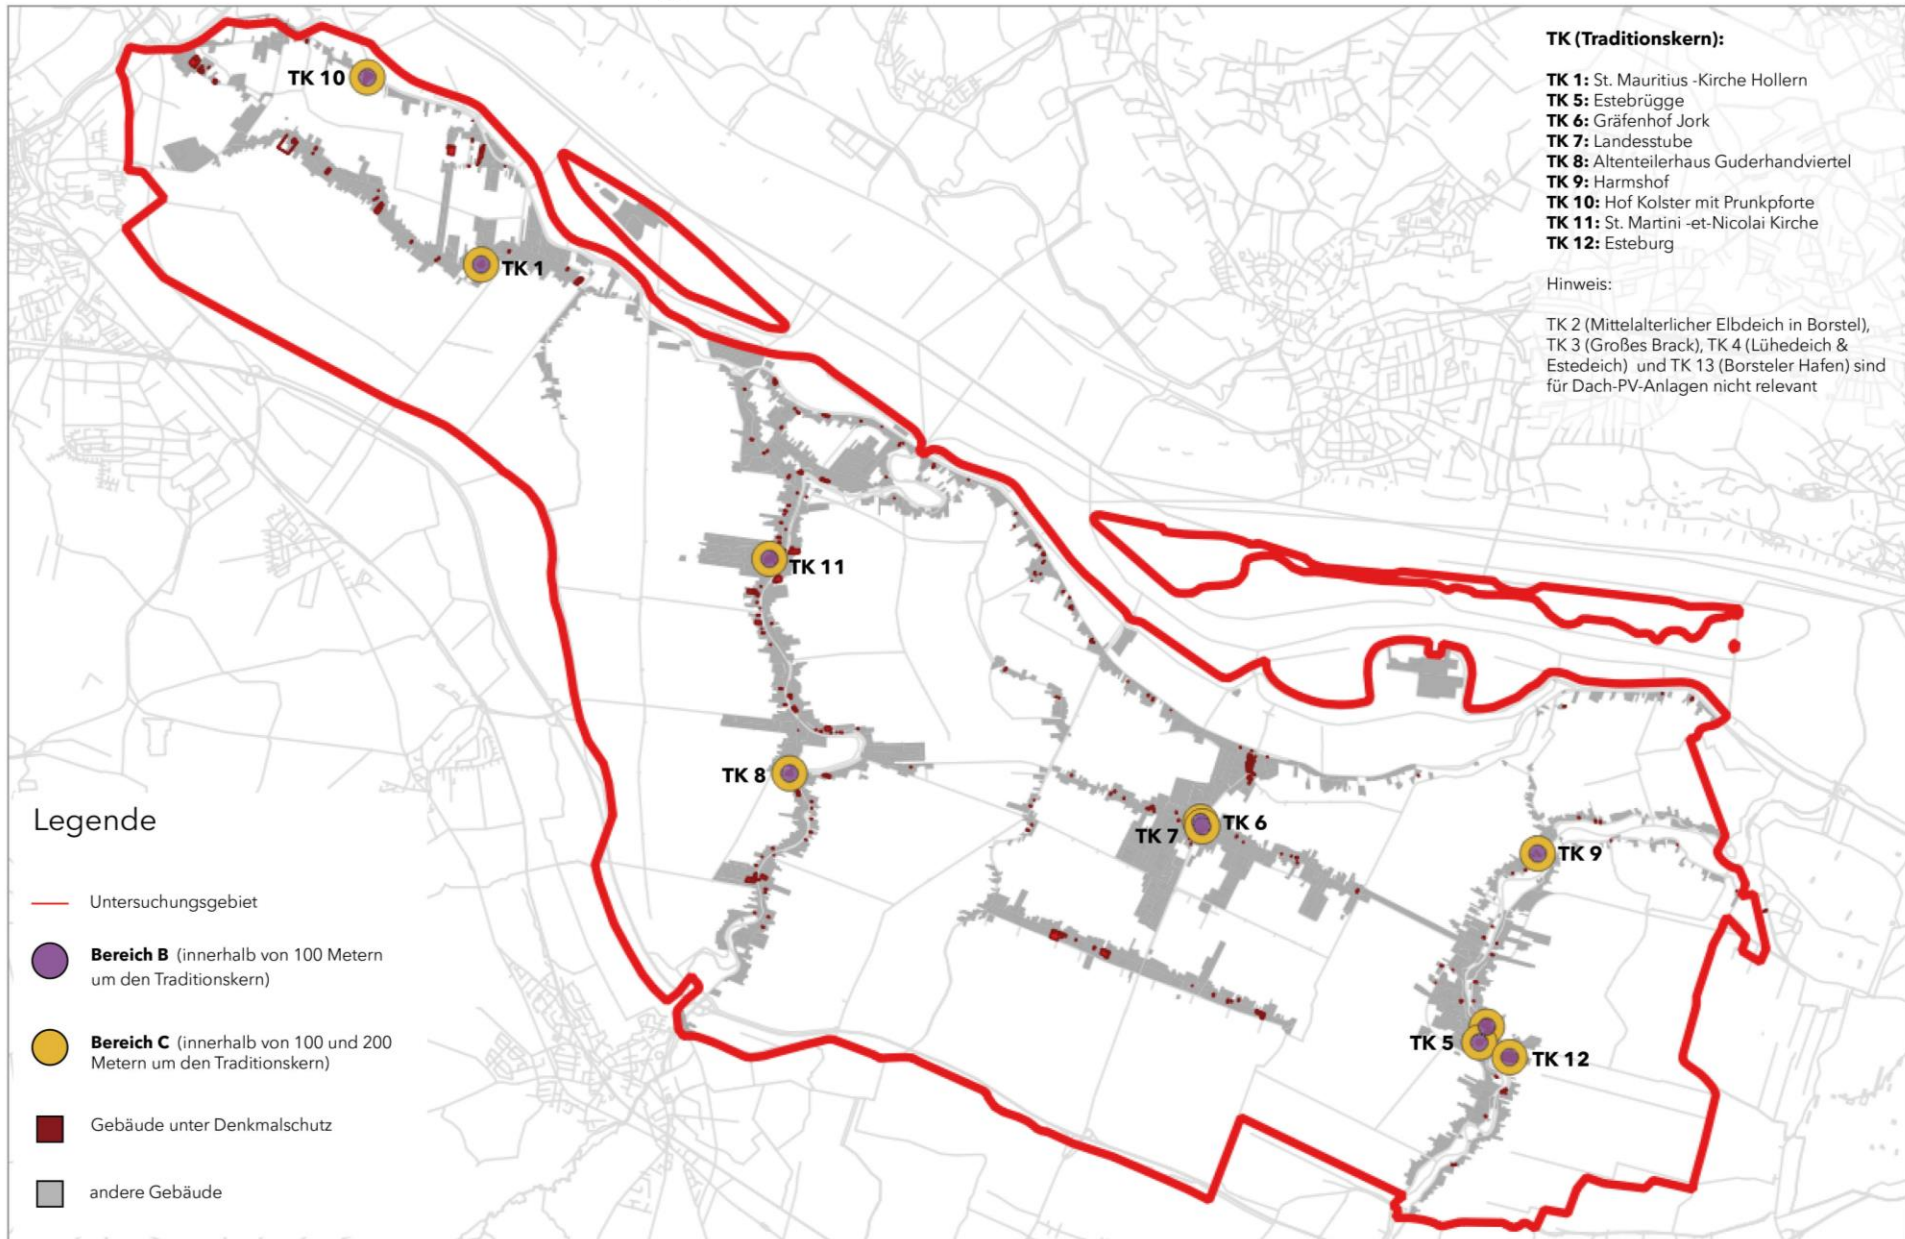 TK (Traditionskern):
TK 1: St. Mauritius -Kirche Hollern
TK 5: Estebrügge
TK 6: Gräfenhof Jork
TK 7: Landesstube
TK 8: Altenteilerhaus Guderhandviertel
TK 9: Harmshof
TK 10: Hof Kolster mit Prunkpforte
TK 11: St. Martini -et-Nicolai Kirche
TK 12: Esteburg
Hinweis:
TK 2 (Mittelalterlicher Elbdeich in Borstel),
TK 3 (Großes Brack), TK 4 (Lühedeich &
Estedeich) und TK 13 (Borsteler Hafen) sind
für Dach-PV-Anlagen nicht relevant
TK 10
TK 1
TK 11
TK 8
TK 6
TK 7
TK 9
TK 5
TK 12
Legende
Untersuchungsgebiet
Bereich B (innerhalb von 100 Metern
um den Traditionskern)
Bereich C (innerhalb von 100 und 200
Metern um den Traditionskern)
Gebäude unter Denkmalschutz
andere Gebäude